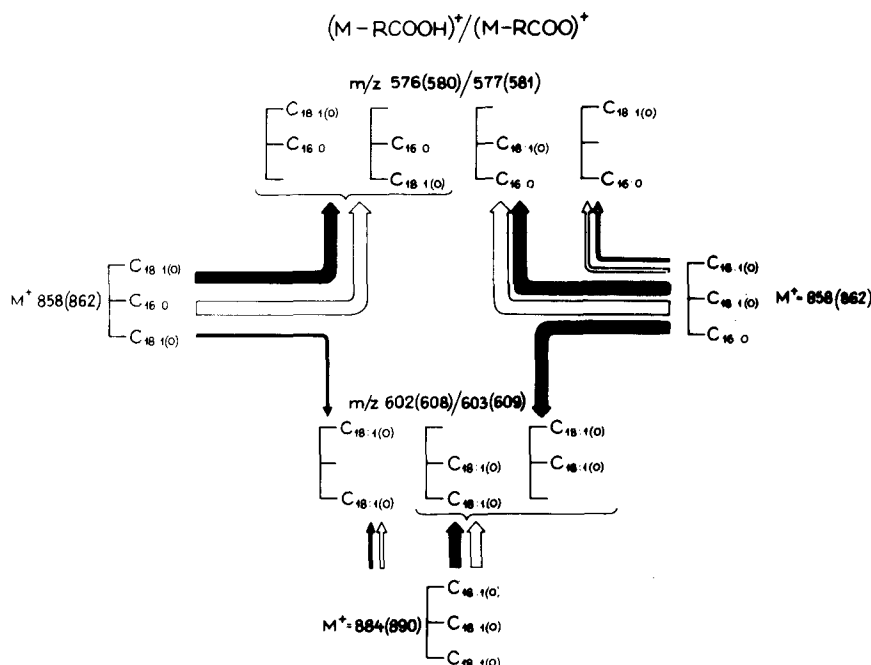 (M-RCOOH)⁺/(M-RCOO)⁺
m/z 576(580)/577(581)
C₁₈ ₁(₀)
C₁₆ ₀
C₁₆ ₀
C₁₈ ₁(₀)
C₁₈:₁(₀)
C₁₆ ₀
C₁₈ ₁(₀)
C₁₆ ₀
M⁺ 858(862)
C₁₈ ₁(₀)
C₁₆ ₀
C₁₈ ₁(₀)
C₁₈:₁(₀)
C₁₈:₁(₀)
C₁₆ ₀
M⁺= 858(862)
m/z 602(608)/603(609)
C₁₈:₁(₀)
C₁₈:₁(₀)
C₁₈:₁(₀)
C₁₈:₁(₀)
C₁₈:₁(₀)
C₁₈:₁(₀)
M⁺=884(890)
C₁₈:₁(₀)
C₁₈:₁(₀)
C₁₈:₁(₀)